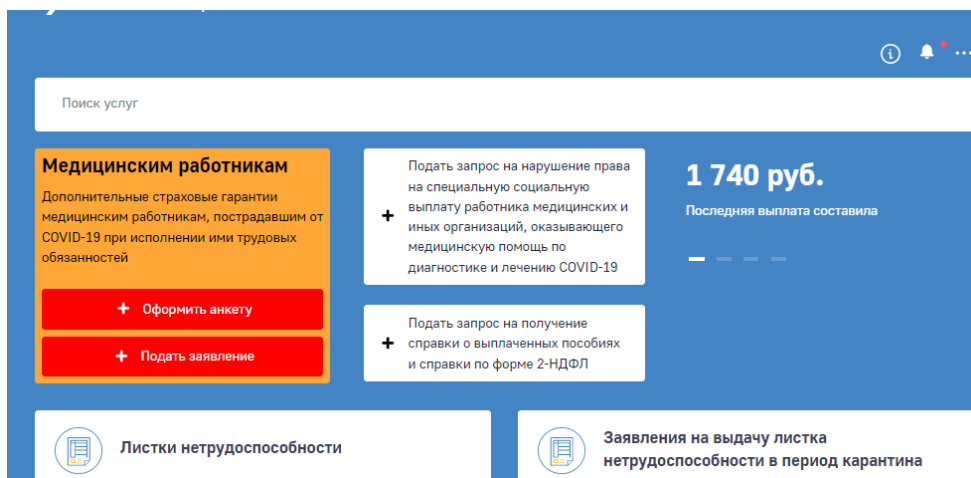 Поиск услуг
Медицинским работникам
Дополнительные страховые гарантии
медицинским работникам, пострадавшим от
COVID-19 при исполнении ими трудовых
обязанностей
+ Оформить анкету
+ Подать заявление
Подать запрос на нарушение права
на специальную социальную
+ выплату работника медицинских и
иных организаций, оказывающего
медицинскую помощь по
диагностике и лечению COVID-19
Подать запрос на получение
+ справки о выплаченных пособиях
и справки по форме 2-НДФЛ
1 740 руб.
Последняя выплата составила
Листки нетрудоспособности
Заявления на выдачу листка
нетрудоспособности в период карантина